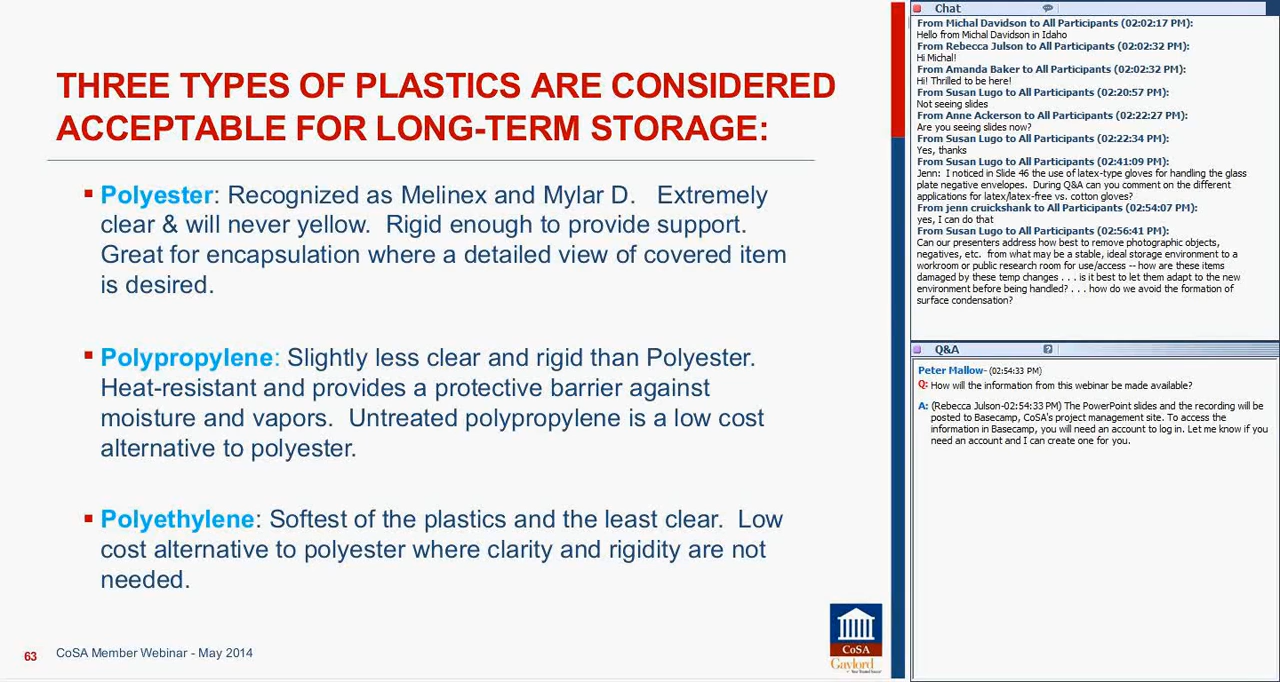 THREE TYPES OF PLASTICS ARE CONSIDERED
ACCEPTABLE FOR LONG-TERM STORAGE:
▪ Polyester: Recognized as Melinex and Mylar D. Extremely
clear & will never yellow. Rigid enough to provide support.
Great for encapsulation where a detailed view of covered item
is desired.
▪ Polypropylene: Slightly less clear and rigid than Polyester.
Heat-resistant and provides a protective barrier against
moisture and vapors. Untreated polypropylene is a low cost
alternative to polyester.
▪ Polyethylene: Softest of the plastics and the least clear. Low
cost alternative to polyester where clarity and rigidity are not
needed.
63 CoSA Member Webinar - May 2014
CoSA
Gaylord
Chat
From Michal Davidson to All Participants (02:02:17 PM):
Hello from Michal Davidson in Idaho
From Rebecca Julson to All Participants (02:02:32 PM):
Hi Michal!
From Amanda Baker to All Participants (02:02:32 PM):
Hi! Thrilled to be here!
From Susan Lugo to All Participants (02:20:57 PM):
Not seeing slides
From Anne Ackerson to All Participants (02:22:27 PM):
Are you seeing slides now?
From Susan Lugo to All Participants (02:22:34 PM):
Yes, thanks
From Susan Lugo to All Participants (02:41:09 PM):
Jenn: I noticed in Slide 46 the use of latex-type gloves for handling the glass
plate negative envelopes. During Q&A can you comment on the different
applications for latex/latex-free vs. cotton gloves?
From jenn cruickshank to All Participants (02:54:07 PM):
yes, I can do that
From Susan Lugo to All Participants (02:56:41 PM):
Can our presenters address how best to remove photographic objects,
negatives, etc. from what may be a stable, ideal storage environment to a
workroom or public research room for use/access -- how are these items
damaged by these temp changes . . . is it best to let them adapt to the new
environment before being handled? . . . how do we avoid the formation of
surface condensation?
Q&A
Peter Mallow- (02:54:33 PM)
Q: How will the information from this webinar be made available?
A: (Rebecca Julson-02:54:33 PM) The PowerPoint slides and the recording will be
posted to Basecamp, CoSA's project management site. To access the
information in Basecamp, you will need an account to log in. Let me know if you
need an account and I can create one for you.